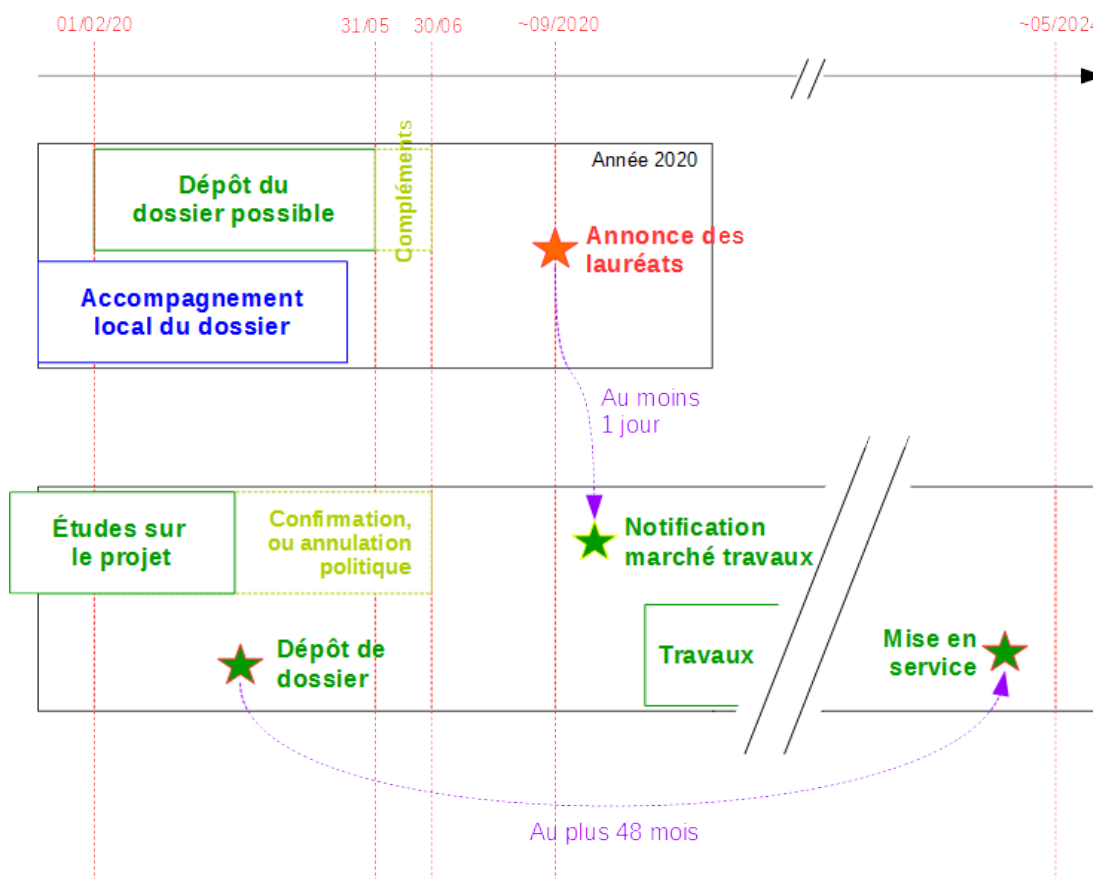 01/02/20
31/05
30/06
~09/2020
~05/2024
Année 2020
Dépôt du
dossier possible
Compléments
Annonce des
lauréats
Accompagnement
local du dossier
Au moins
1 jour
Études sur
le projet
Confirmation,
ou annulation
politique
Notification
marché travaux
Dépôt de
dossier
Travaux
Mise en
service
Au plus 48 mois